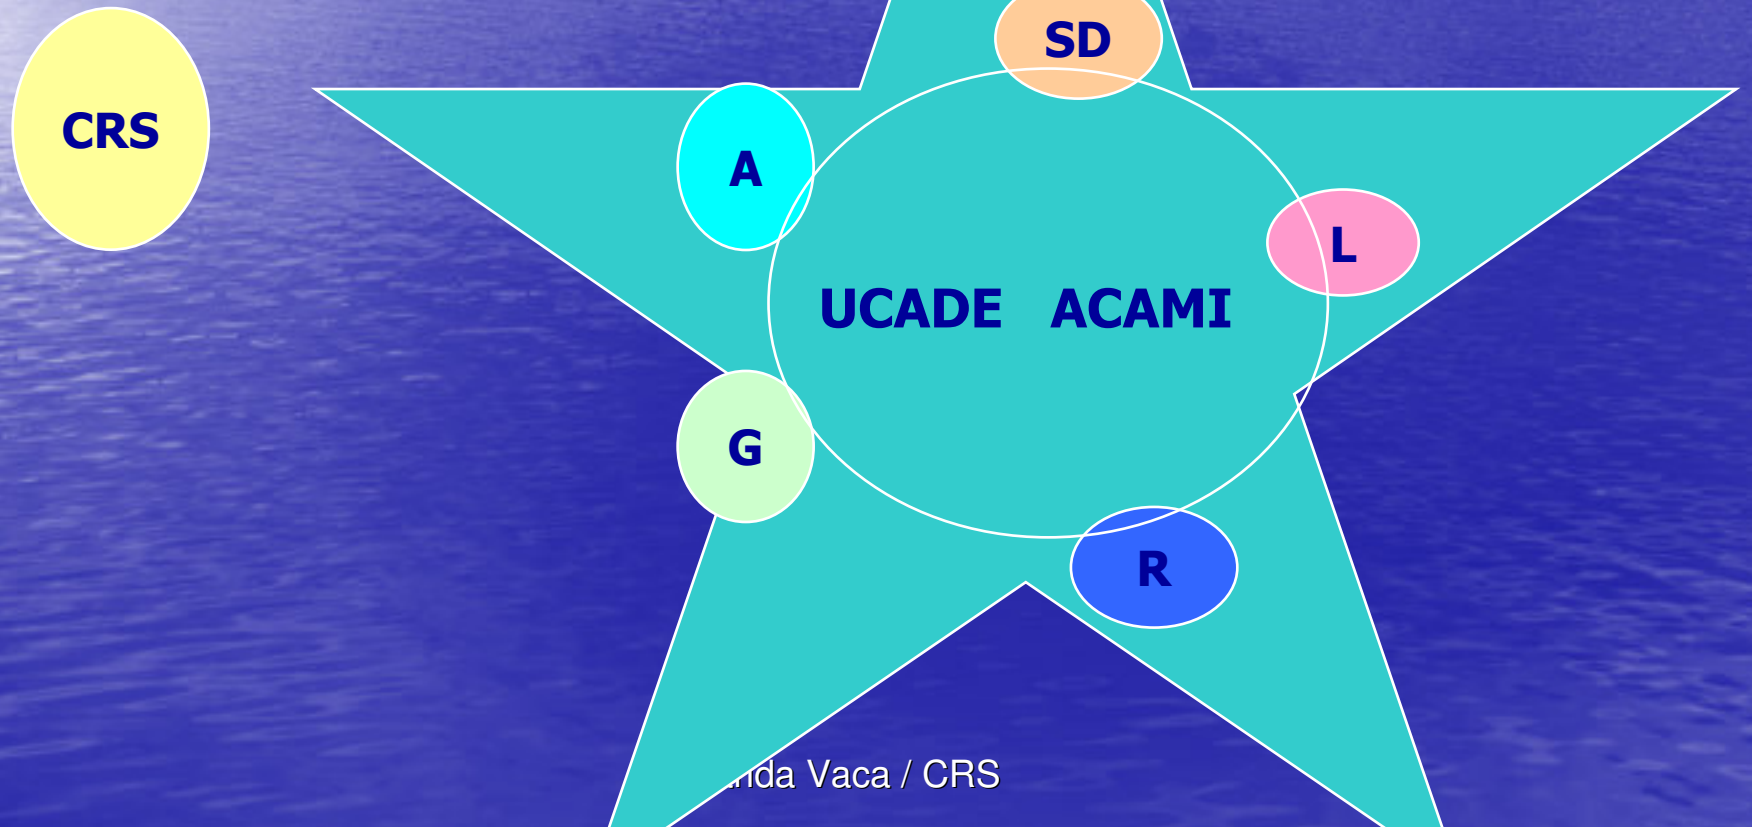 SD
CRS
A
L
UCADE ACAMI
G
R
Vaca / CRS